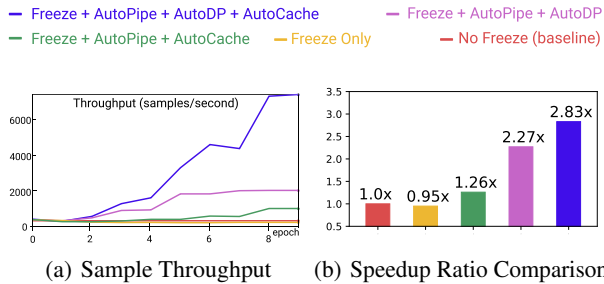 Freeze + AutoPipe + AutoDP + AutoCache
Freeze + AutoPipe + AutoDP
Freeze + AutoPipe + AutoCache
Freeze Only
No Freeze (baseline)
Throughput (samples/second)
6000
4000
2000
0
0 2 4 6 8
epoch
3.5
3.0
2.5
2.0
1.5
1.0
0.5
1.0x
0.95x
1.26x
2.27x
2.83x
(a) Sample Throughput
(b) Speedup Ratio Comparison